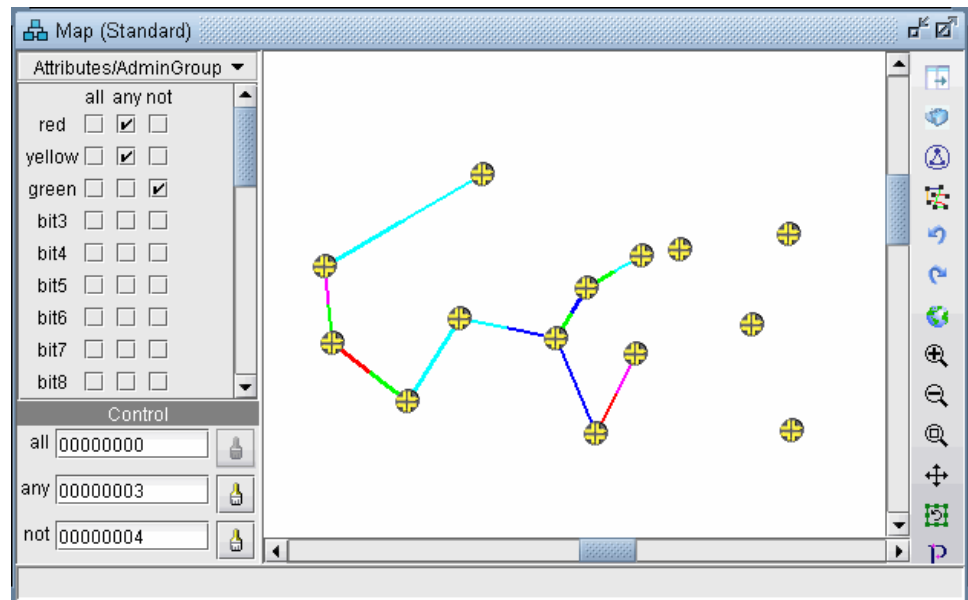 Map (Standard)
Attributes/AdminGroup
all any not
red
yellow
green
bit3
bit4
bit5
bit6
bit7
bit8
Control
all 00000000
any 00000003
not 00000004